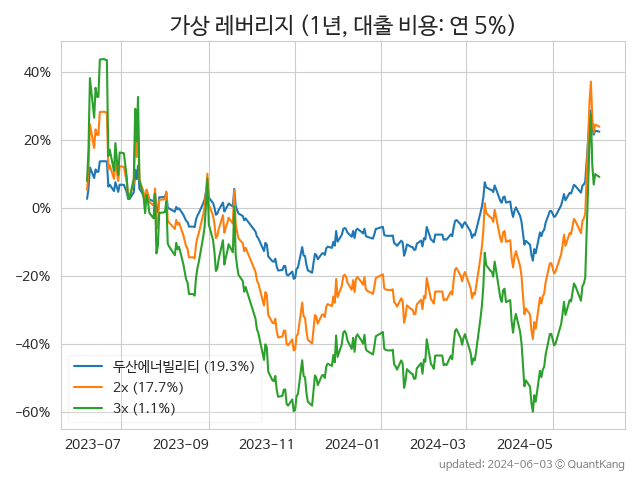 가상 레버리지 (1년, 대출 비용: 연 5%)
40%
20%
0%
−20%
−40%
−60%
두산에너빌리티 (19.3%)
2x (17.7%)
3x (1.1%)
2023-07 2023-09 2023-11 2024-01 2024-03 2024-05
updated: 2024-06-03 © QuantKang